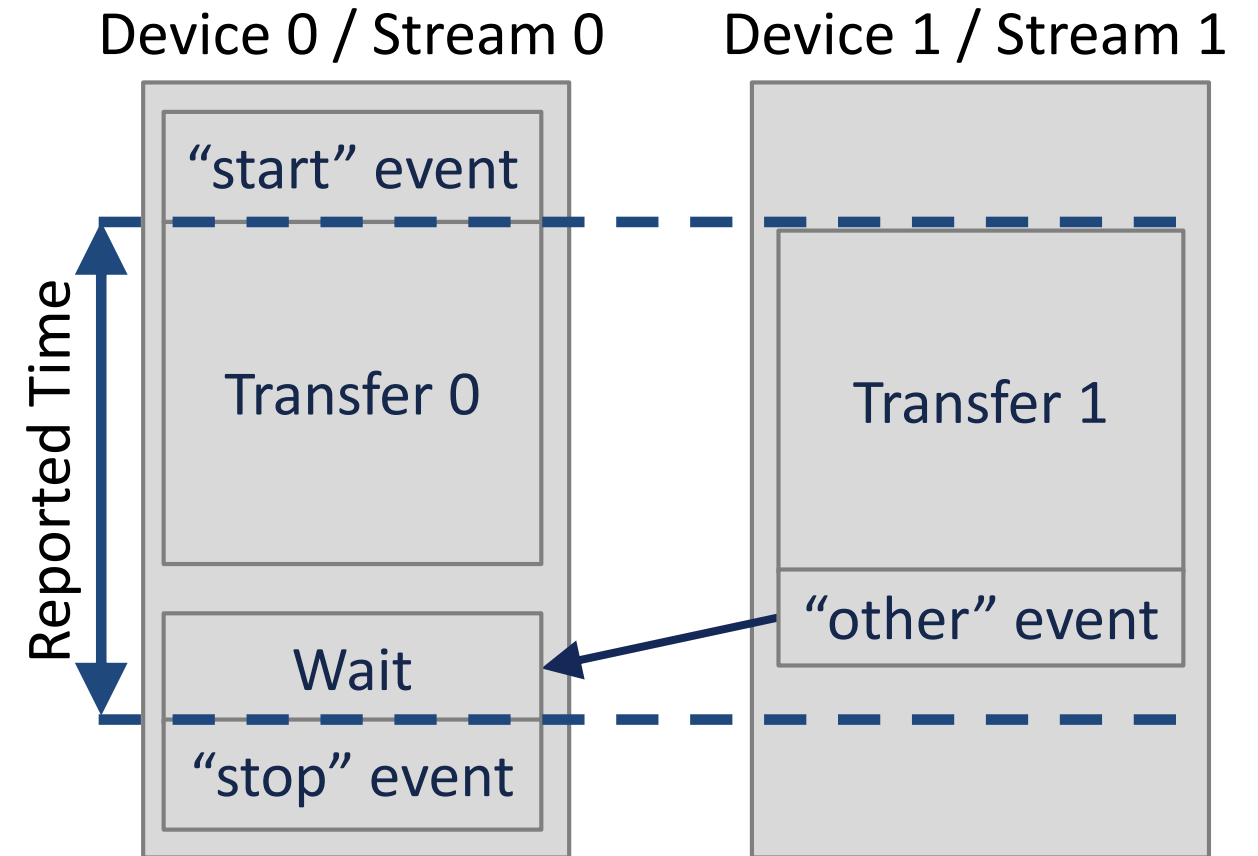 Device 0 / Stream 0
Device 1 / Stream 1
“start” event
Reported Time
Transfer 0
Transfer 1
“other” event
Wait
“stop” event